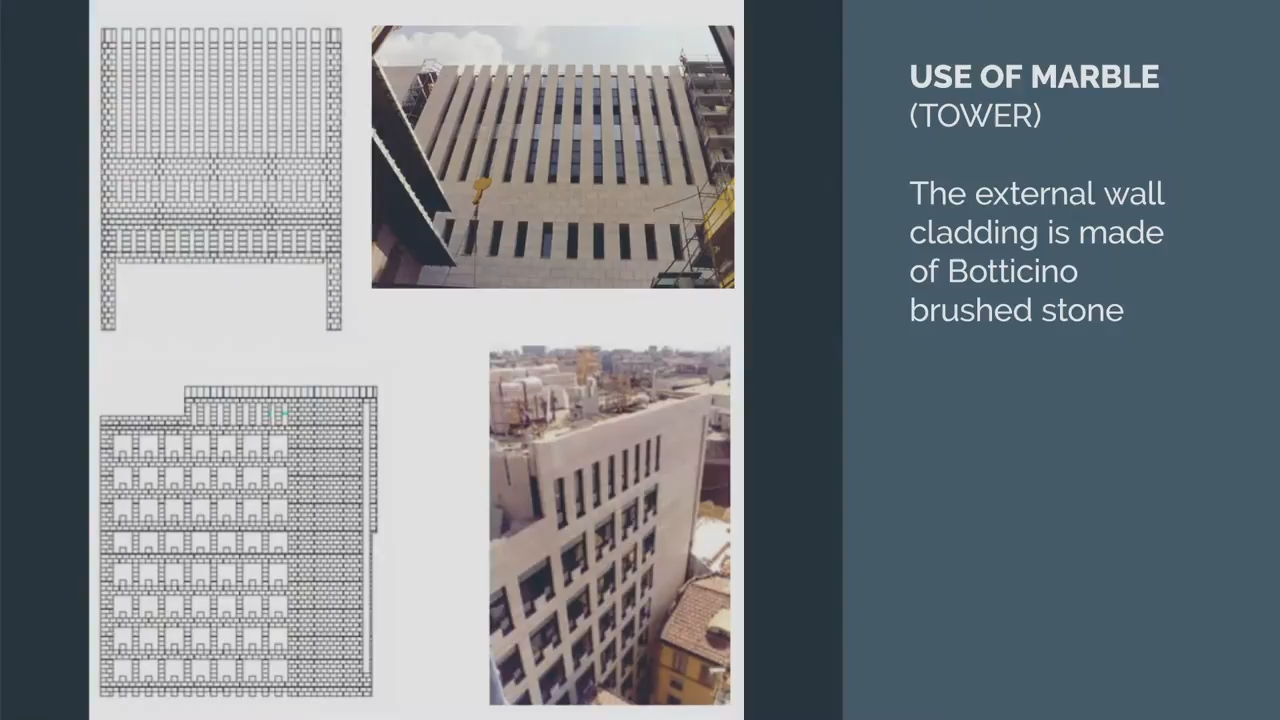 USE OF MARBLE
(TOWER)
The external wall
cladding is made
of Botticino
brushed stone